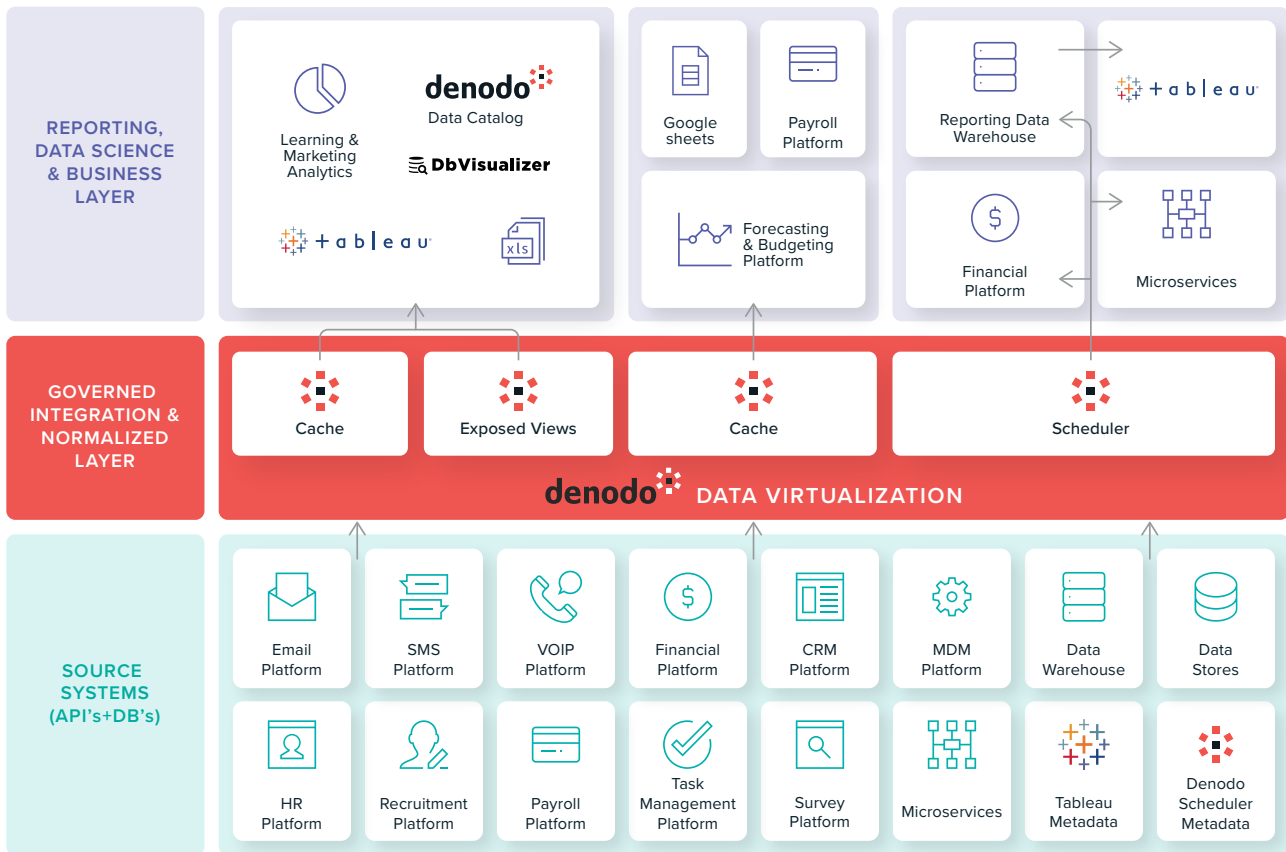 REPORTING,
DATA SCIENCE
& BUSINESS
LAYER
Learning &
Marketing
Analytics
denodo
Data Catalog
DbVisualizer
+ableau
xls
Google
sheets
Payroll
Platform
Forecasting
& Budgeting
Platform
Reporting Data
Warehouse
+ableau
$
Financial
Platform
Microservices
GOVERNED
INTEGRATION &
NORMALIZED
LAYER
Cache
Exposed Views
Cache
Scheduler
denodo DATA VIRTUALIZATION
SOURCE
SYSTEMS
(API's+DB's)
Email
Platform
SMS
Platform
VOIP
Platform
$
Financial
Platform
CRM
Platform
MDM
Platform
Data
Warehouse
Data
Stores
HR
Platform
Recruitment
Platform
Payroll
Platform
Task
Management
Platform
Survey
Platform
Microservices
Tableau
Metadata
Denodo
Scheduler
Metadata